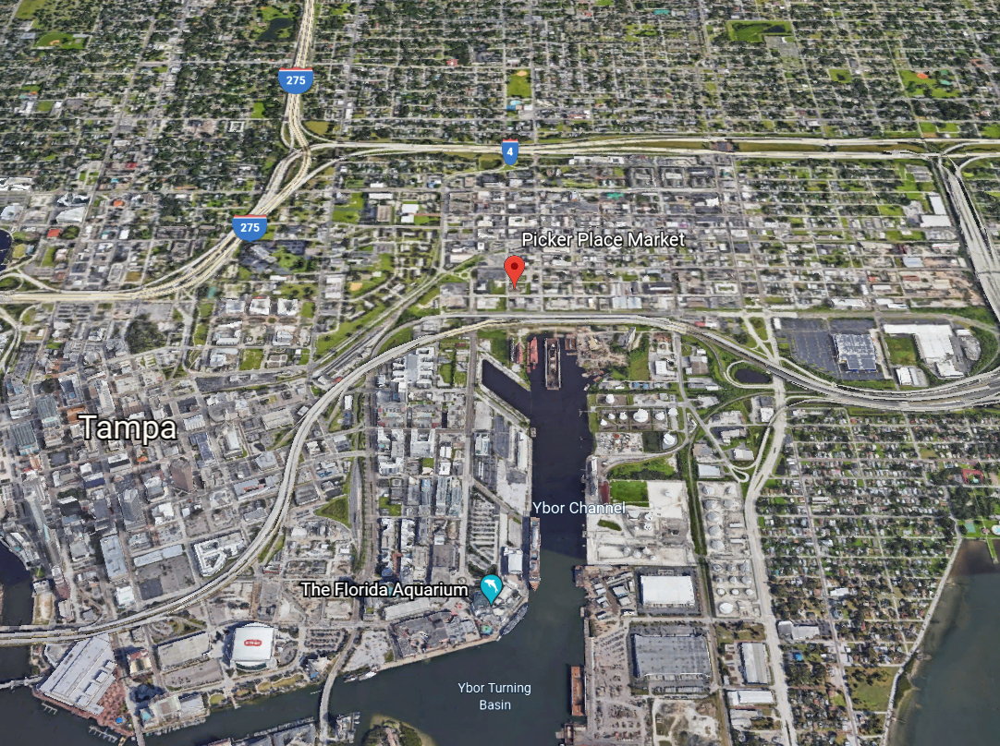 275
4
275
Picker Place Market
Tampa
Ybor Channel
The Florida Aquarium
Ybor Turning
Basin